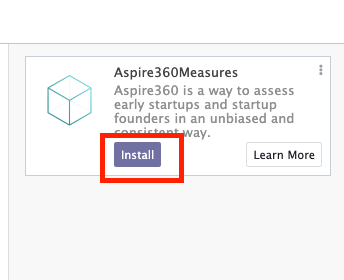 Aspire360Measures
Aspire360 is a way to assess
early startups and startup
founders in an unbiased and
consistent way.
Install
Learn More